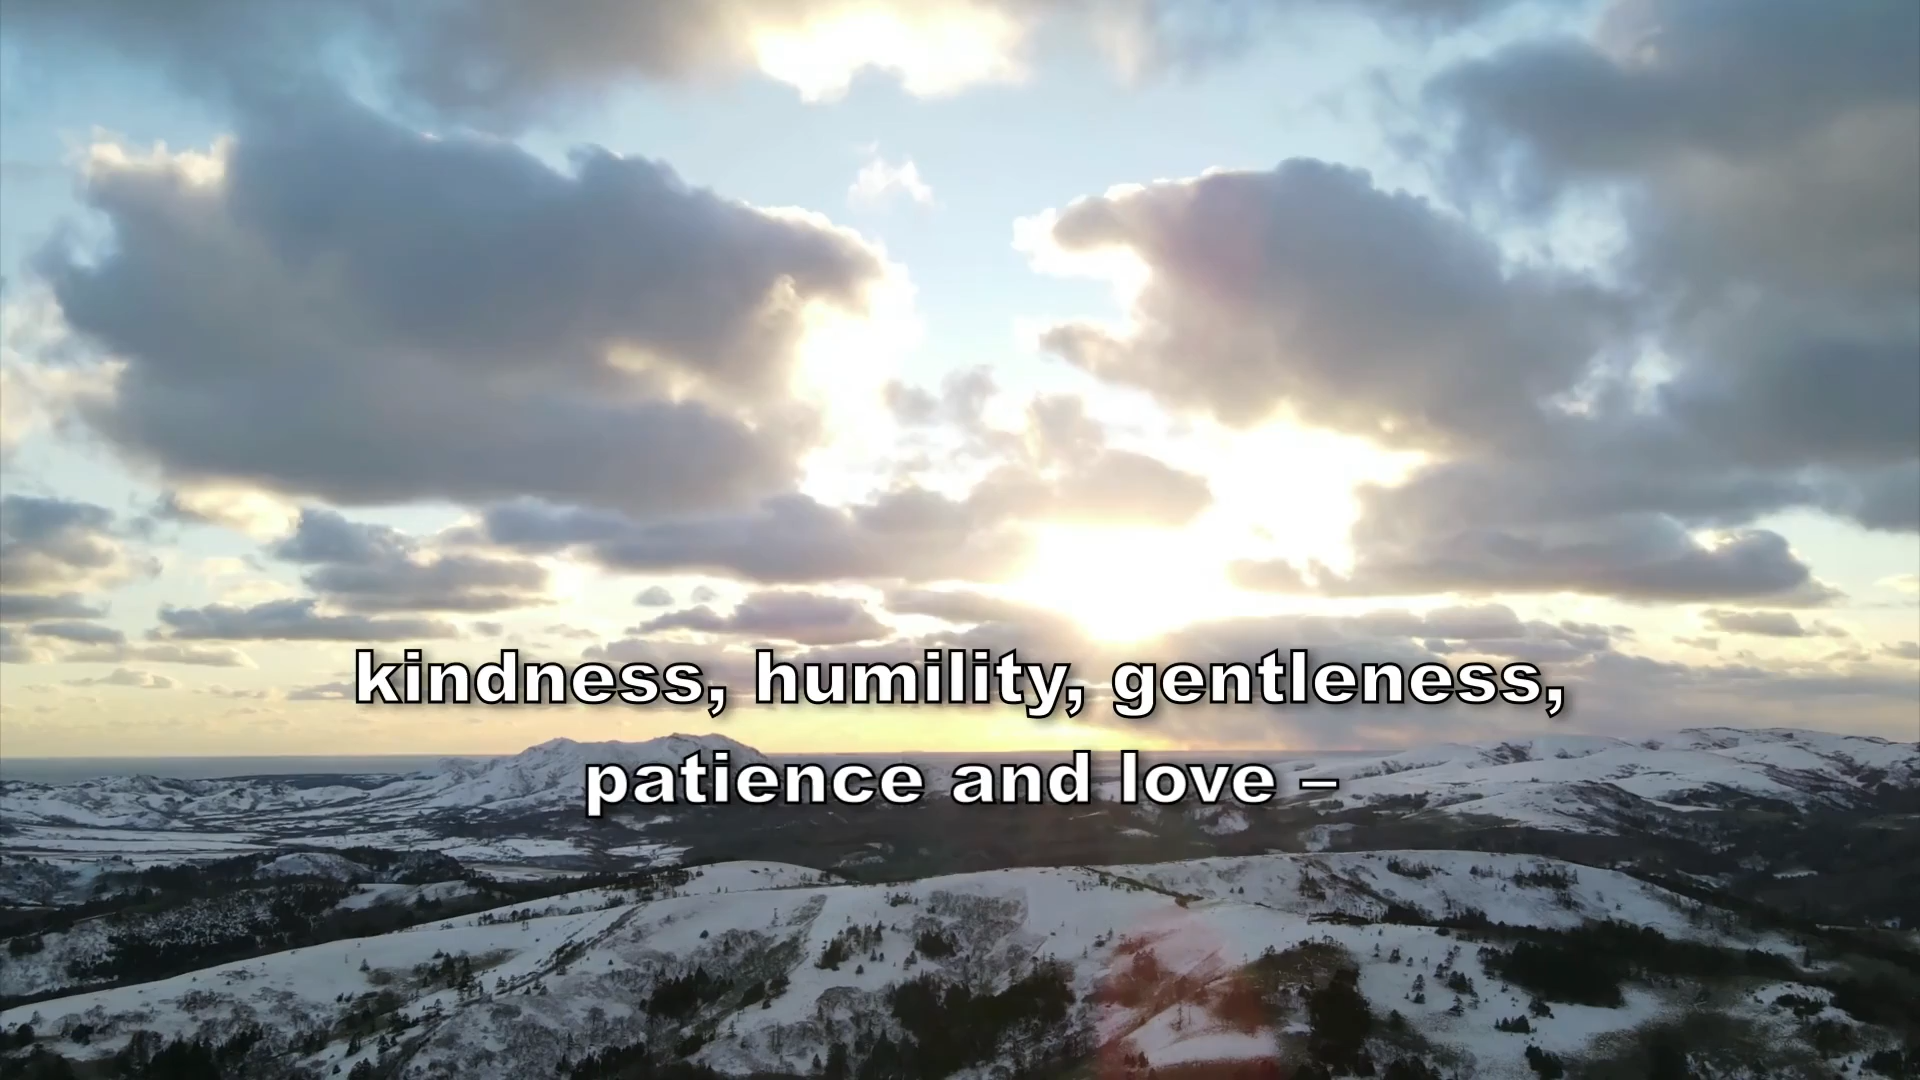 kindness, humility, gentleness,
patience and love –